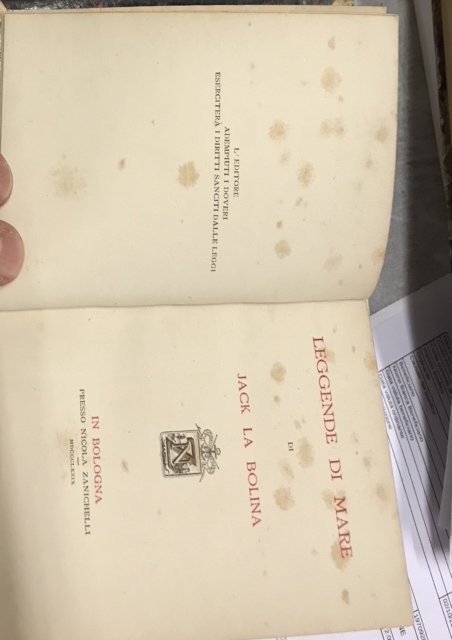 L' EDITORE
ADEMPIUTI I DOVERI
ESERCITERÀ I DIRITTI SANCITI DALLE LEGGI
LEGGENDE DI MARE
DI
JACK LA BOLINA
IN BOLOGNA
PRESSO NICOLA ZANICHELLI
MDCCCLXXIX